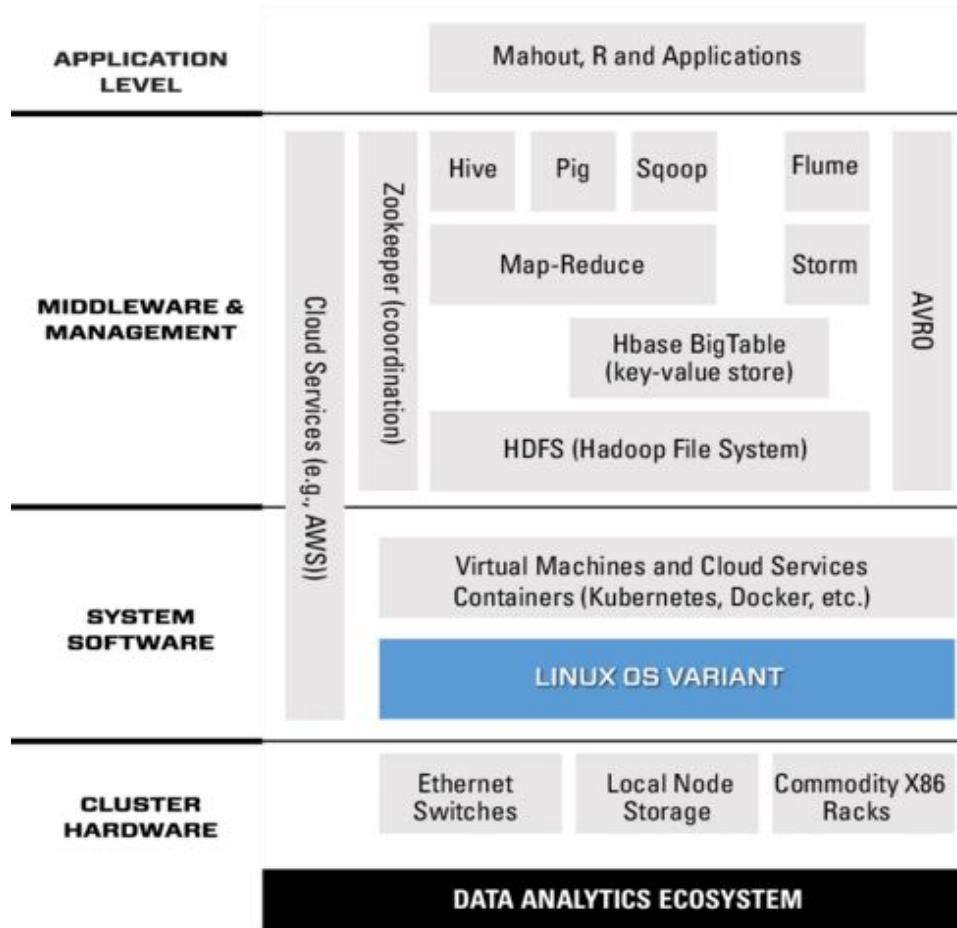 APPLICATION
LEVEL
Mahout, R and Applications
MIDDLEWARE &
MANAGEMENT
Cloud Services (e.g., AWS))
Zookeeper (coordination)
Hive
Pig
Sqoop
Flume
Map-Reduce
Storm
AVRO
Hbase BigTable
(key-value store)
HDFS (Hadoop File System)
SYSTEM
SOFTWARE
Virtual Machines and Cloud Services
Containers (Kubernetes, Docker, etc.)
LINUX OS VARIANT
CLUSTER
HARDWARE
Ethernet
Switches
Local Node
Storage
Commodity X86
Racks
DATA ANALYTICS ECOSYSTEM